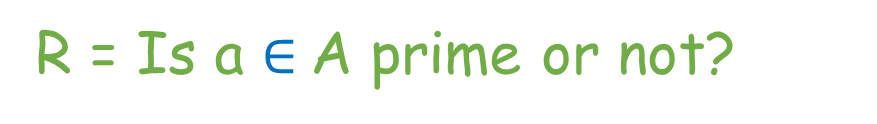 R = Is a ∈ A prime or not?